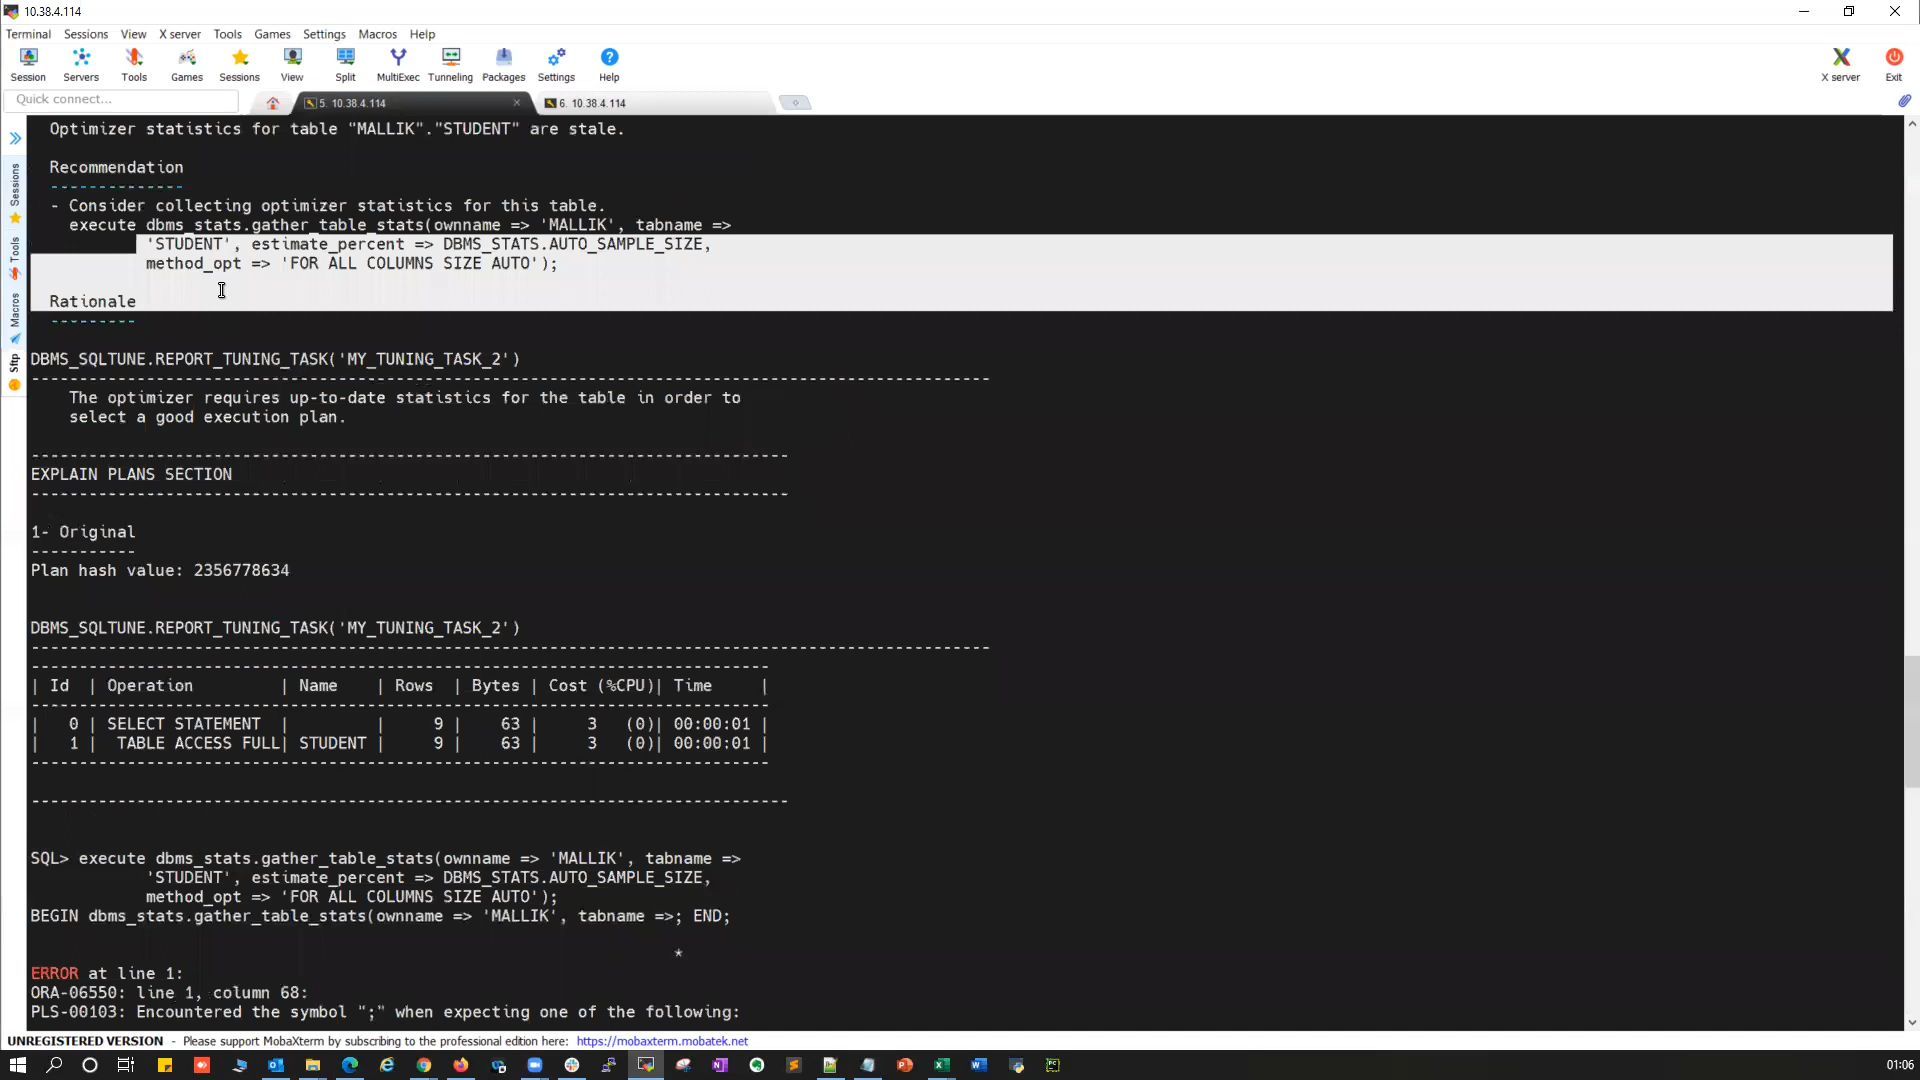 10.38.4.114
Terminal Sessions View X server Tools Games Settings Macros Help
Session Servers Tools Games Sessions View Split MultiExec Tunneling Packages Settings Help X server Exit
Quick connect... 5. 10.38.4.114 6. 10.38.4.114
Sessions
Tools
Macros
Sftp
Optimizer statistics for table "MALLIK"."STUDENT" are stale.
Recommendation
--------------
- Consider collecting optimizer statistics for this table.
execute dbms_stats.gather_table_stats(ownname => 'MALLIK', tabname =>
'STUDENT', estimate_percent => DBMS_STATS.AUTO_SAMPLE_SIZE,
method_opt => 'FOR ALL COLUMNS SIZE AUTO');
Rationale
---------
DBMS_SQLTUNE.REPORT_TUNING_TASK('MY_TUNING_TASK_2')
----------------------------------------------------------------------------------------------------
The optimizer requires up-to-date statistics for the table in order to
select a good execution plan.
-------------------------------------------------------------------------------
EXPLAIN PLANS SECTION
-------------------------------------------------------------------------------
1- Original
-----------
Plan hash value: 2356778634
DBMS_SQLTUNE.REPORT_TUNING_TASK('MY_TUNING_TASK_2')
----------------------------------------------------------------------------------------------------
-----------------------------------------------------------------------------
| Id | Operation | Name | Rows | Bytes | Cost (%CPU)| Time |
-----------------------------------------------------------------------------
| 0 | SELECT STATEMENT | | 9 | 63 | 3 (0)| 00:00:01 |
| 1 | TABLE ACCESS FULL| STUDENT | 9 | 63 | 3 (0)| 00:00:01 |
-----------------------------------------------------------------------------
-------------------------------------------------------------------------------
SQL> execute dbms_stats.gather_table_stats(ownname => 'MALLIK', tabname =>
'STUDENT', estimate_percent => DBMS_STATS.AUTO_SAMPLE_SIZE,
method_opt => 'FOR ALL COLUMNS SIZE AUTO');
BEGIN dbms_stats.gather_table_stats(ownname => 'MALLIK', tabname =>; END;
*
ERROR at line 1:
ORA-06550: line 1, column 68:
PLS-00103: Encountered the symbol ";" when expecting one of the following:
UNREGISTERED VERSION - Please support MobaXterm by subscribing to the professional edition here: https://mobaxterm.mobatek.net
01:06